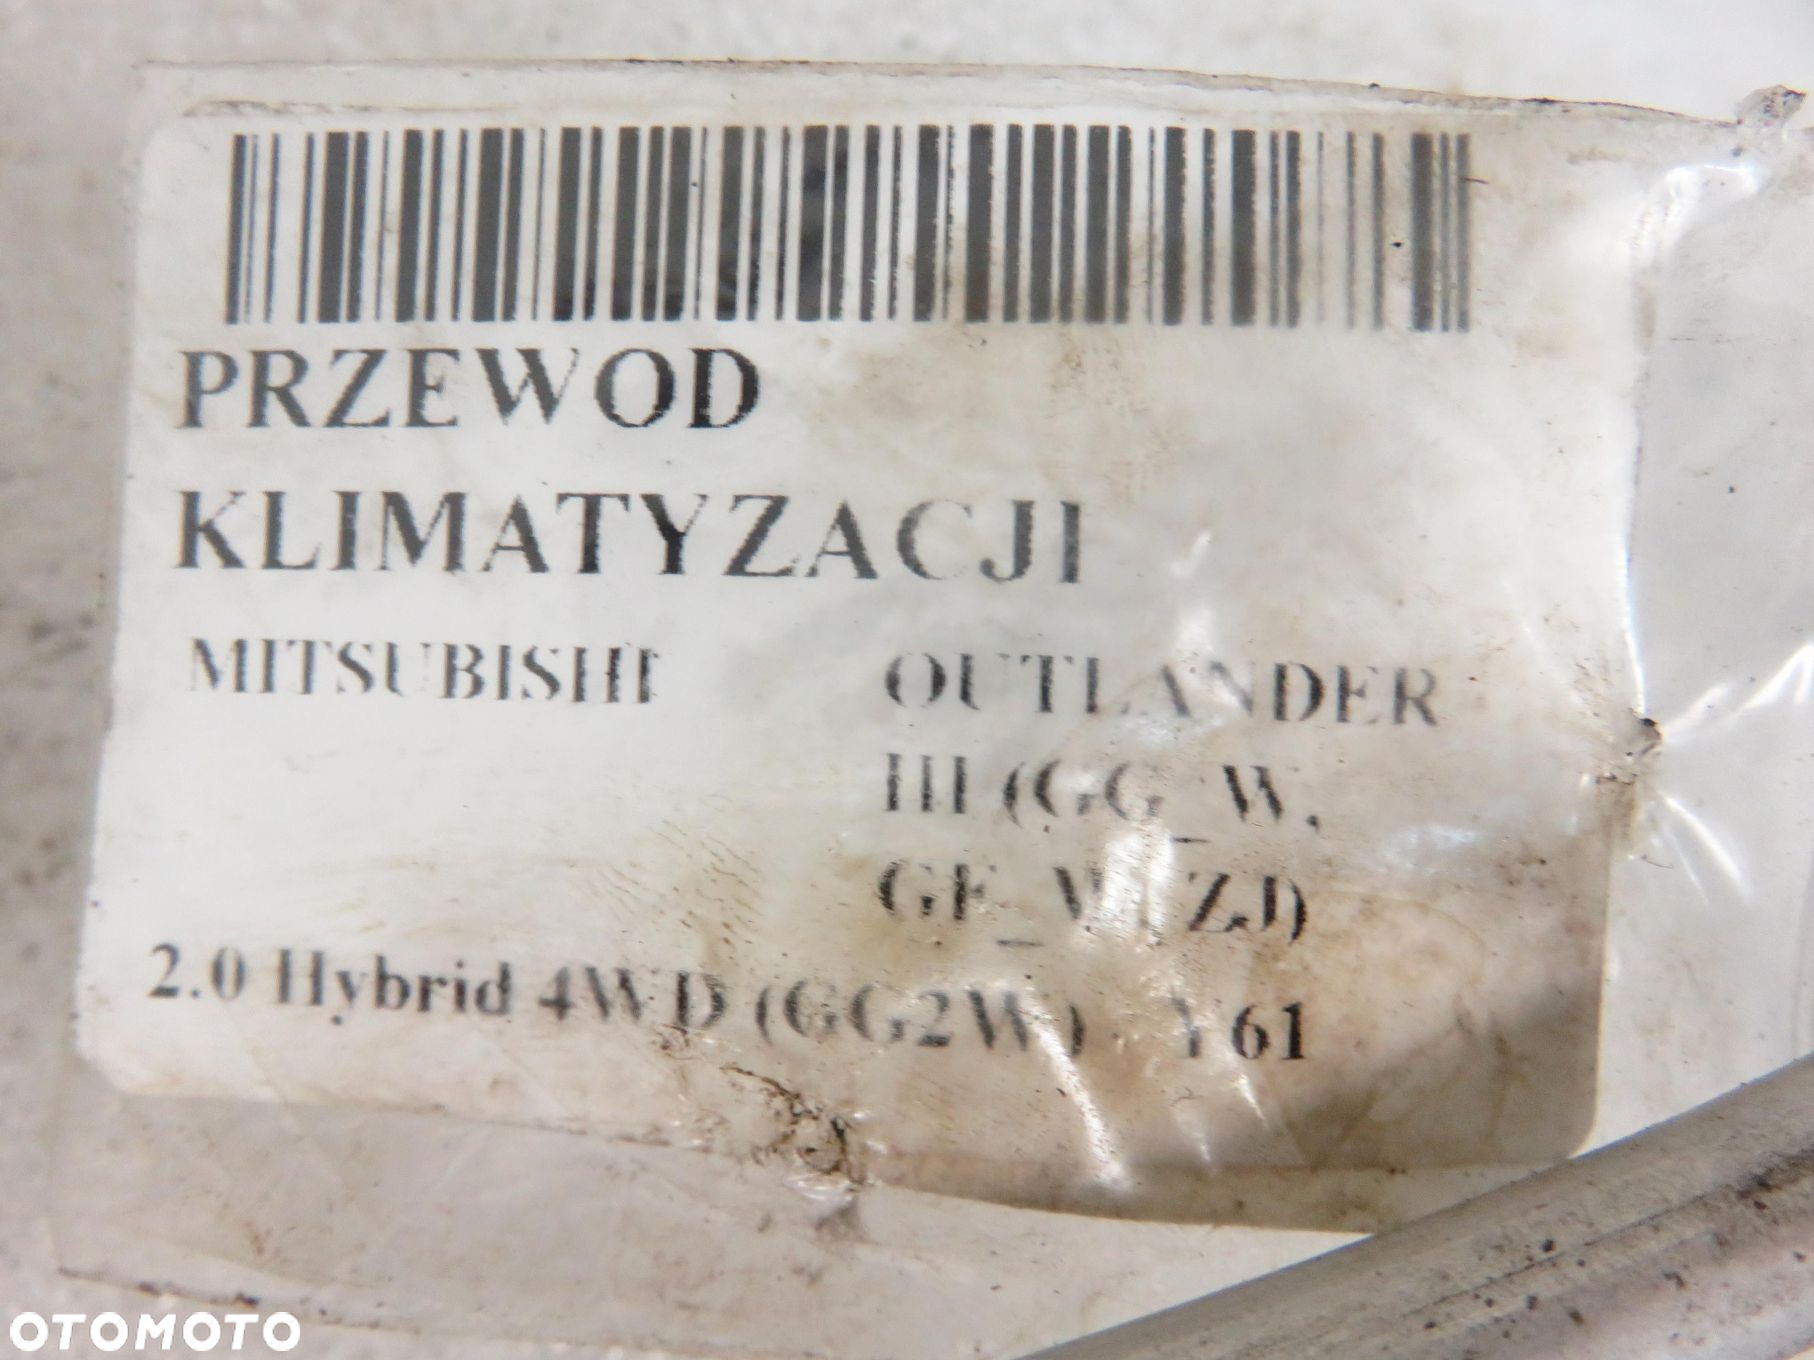 PRZEWOD
KLIMATYZACJI
MITSUBISHI OUTLANDER
III (GG_W,
GF_W, ZJ)
2.0 Hybrid 4WD (GG2W) Y61
OTOMOTO